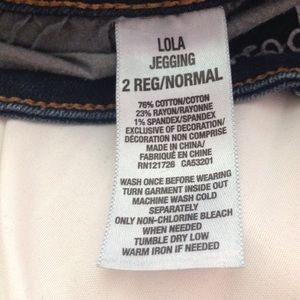 LOLA
JEGGING
2 REG/NORMAL
76% COTTON/COTON
23% RAYON/RAYONNE
1% SPANDEX/SPANDEX
EXCLUSIVE OF DECORATION/
DÉCORATION NON COMPRISE
MADE IN CHINA/
FABRIQUÉ EN CHINE
RN121726 CA53201
WASH ONCE BEFORE WEARING
TURN GARMENT INSIDE OUT
MACHINE WASH COLD
SEPARATELY
ONLY NON-CHLORINE BLEACH
WHEN NEEDED
TUMBLE DRY LOW
WARM IRON IF NEEDED